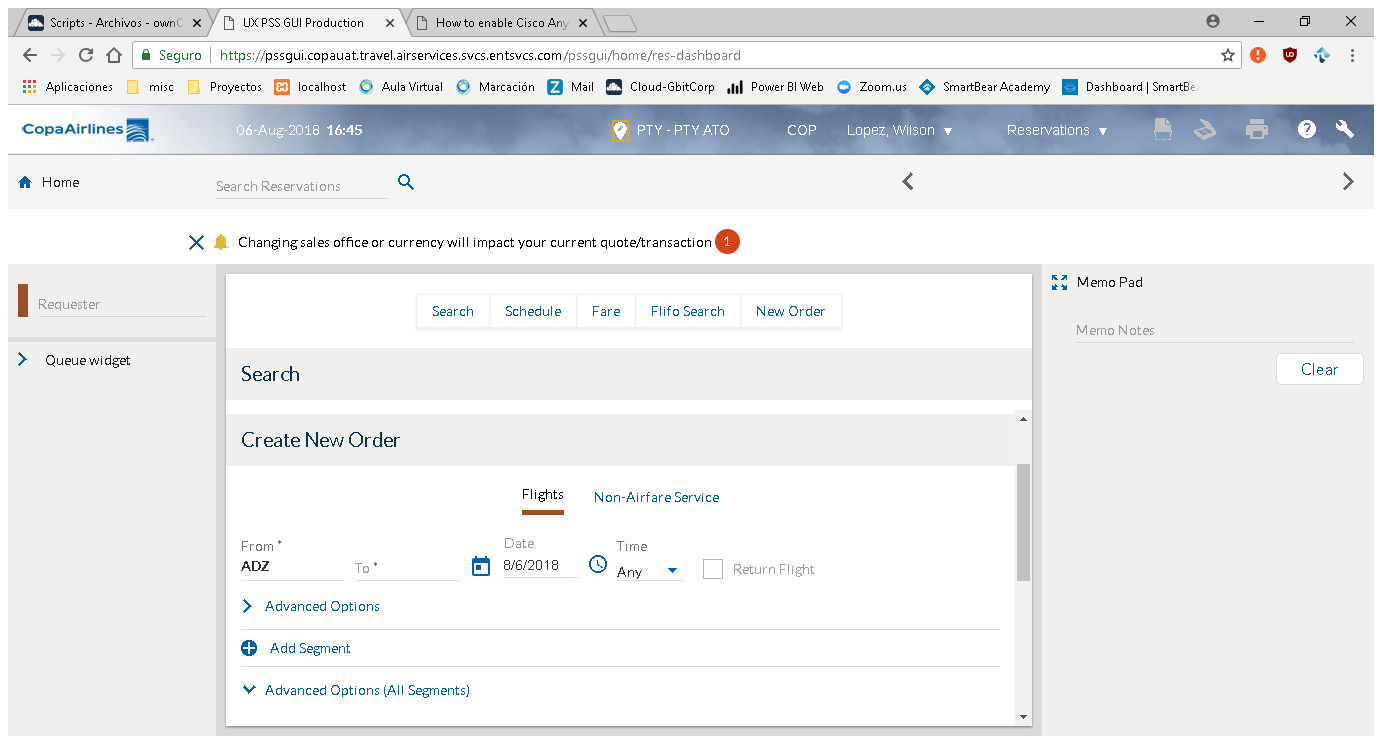 Scripts - Archivos - ownC
UX PSS GUI Production
How to enable Cisco Any
Seguro
https://pssgui.copauat.travel.airservices.svcs.entsvcs.com/pssgui/home/res-dashboard
Aplicaciones misc Proyectos localhost Aula Virtual Marcación Mail Cloud-GbitCorp Power BI Web Zoom.us SmartBear Academy Dashboard | SmartBe
CopaAirlines 06-Aug-2018 16:45 PTY - PTY ATO COP Lopez, Wilson Reservations
Home Search Reservations
Changing sales office or currency will impact your current quote/transaction 1
Requester
Queue widget
Search Schedule Fare Flifo Search New Order
Search
Create New Order
Flights Non-Airfare Service
From *
ADZ
To *
Date
8/6/2018
Time
Any
Return Flight
Advanced Options
Add Segment
Advanced Options (All Segments)
Memo Pad
Memo Notes
Clear